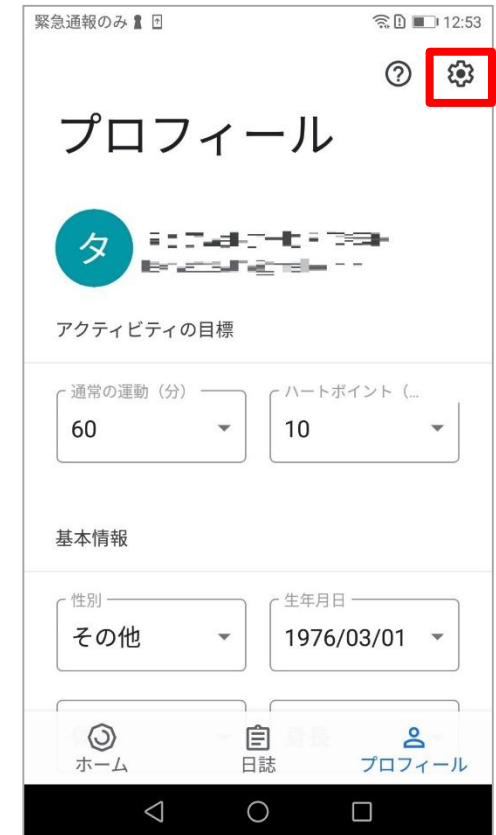 緊急通報のみ 12:53
プロフィール
タ
アクティビティの目標
通常の運動（分） ハートポイント（...
60 10
基本情報
性別 生年月日
その他 1976/03/01
身長
ホーム 日誌 プロフィール